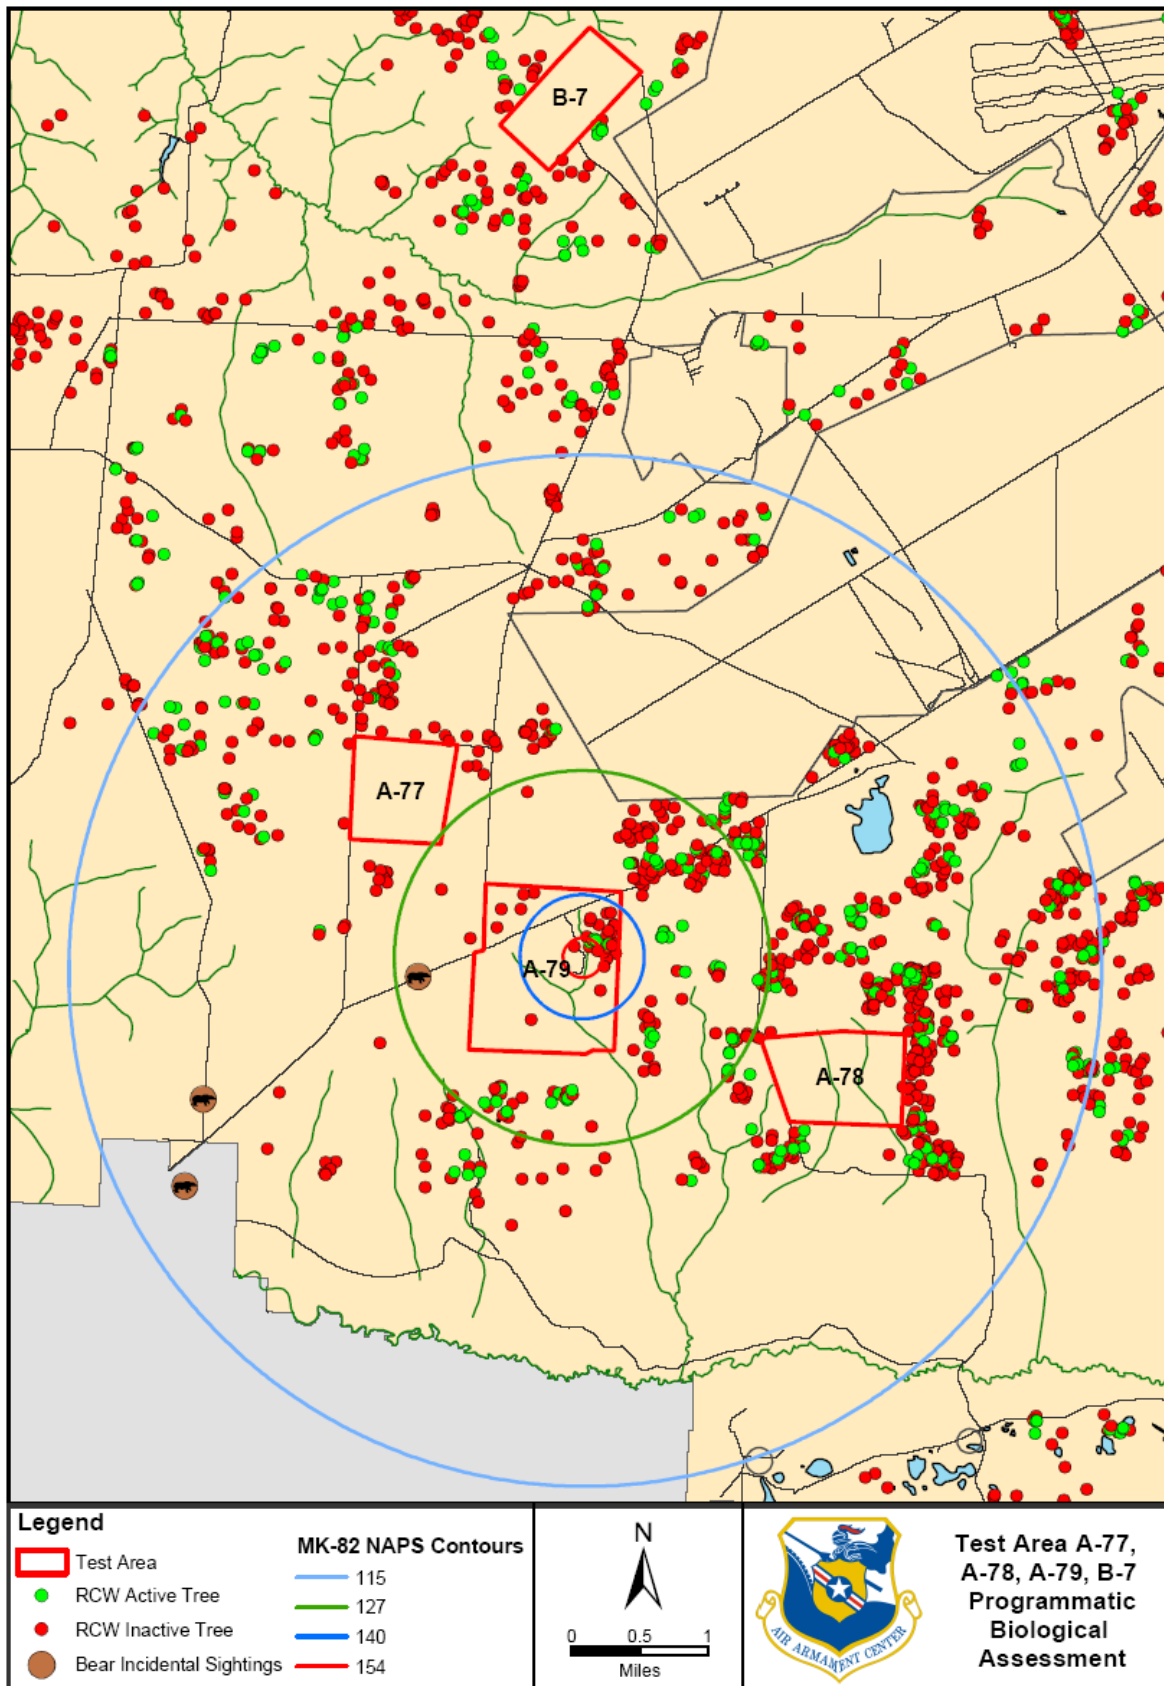 B-7
A-77
A-79
A-78
Legend
Test Area
RCW Active Tree
RCW Inactive Tree
Bear Incidental Sightings
MK-82 NAPS Contours
115
127
140
154
N
0 0.5 1
Miles
AIR ARMAMENT CENTER
Test Area A-77,
A-78, A-79, B-7
Programmatic
Biological
Assessment